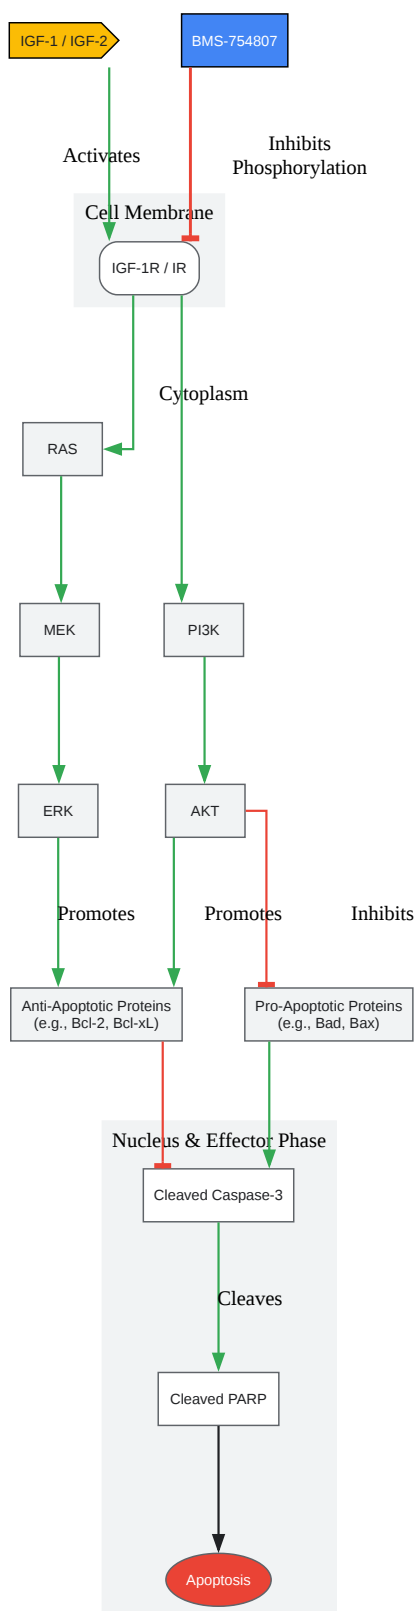 IGF-1 / IGF-2
BMS-754807
Activates
Inhibits
Phosphorylation
Cell Membrane
IGF-1R / IR
Cytoplasm
RAS
MEK
PI3K
ERK
AKT
Promotes
Promotes
Inhibits
Anti-Apoptotic Proteins
(e.g., Bcl-2, Bcl-xL)
Pro-Apoptotic Proteins
(e.g., Bad, Bax)
Nucleus & Effector Phase
Cleaved Caspase-3
Cleaves
Cleaved PARP
Apoptosis